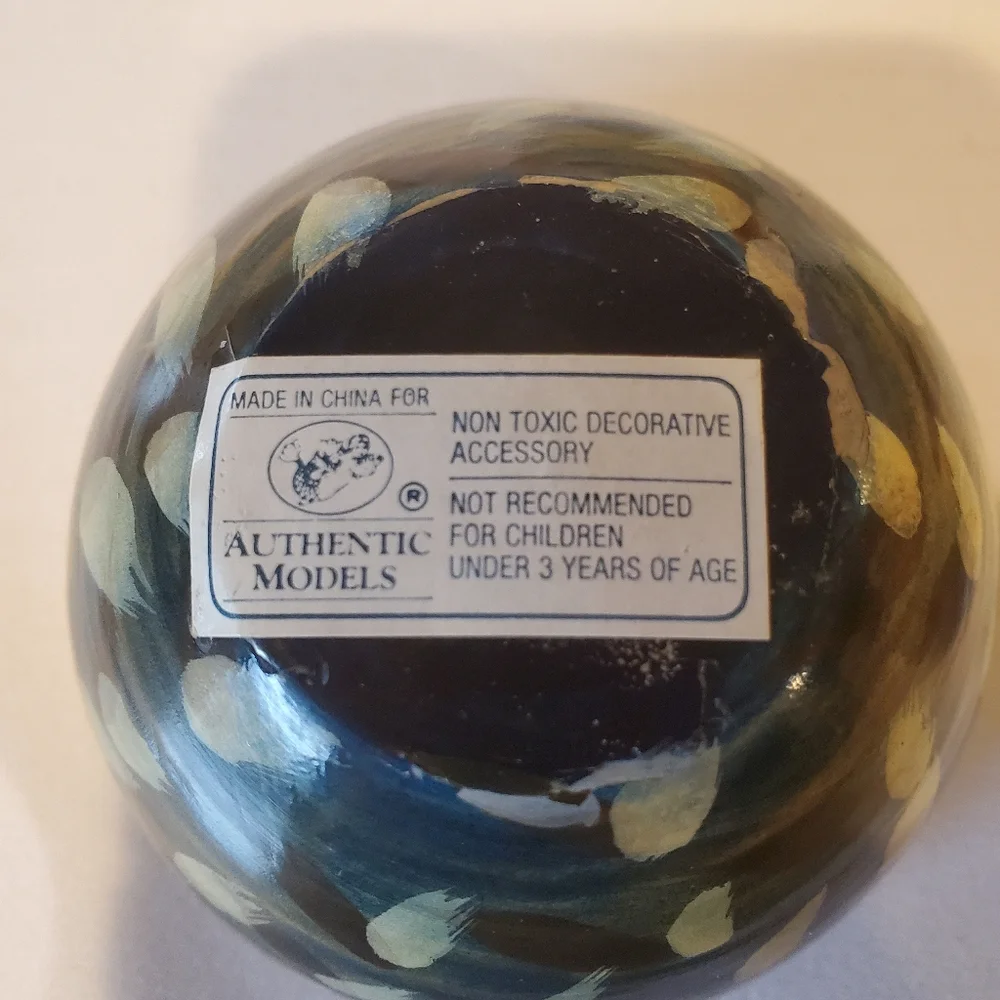 MADE IN CHINA FOR
®
AUTHENTIC
MODELS
NON TOXIC DECORATIVE
ACCESSORY
NOT RECOMMENDED
FOR CHILDREN
UNDER 3 YEARS OF AGE